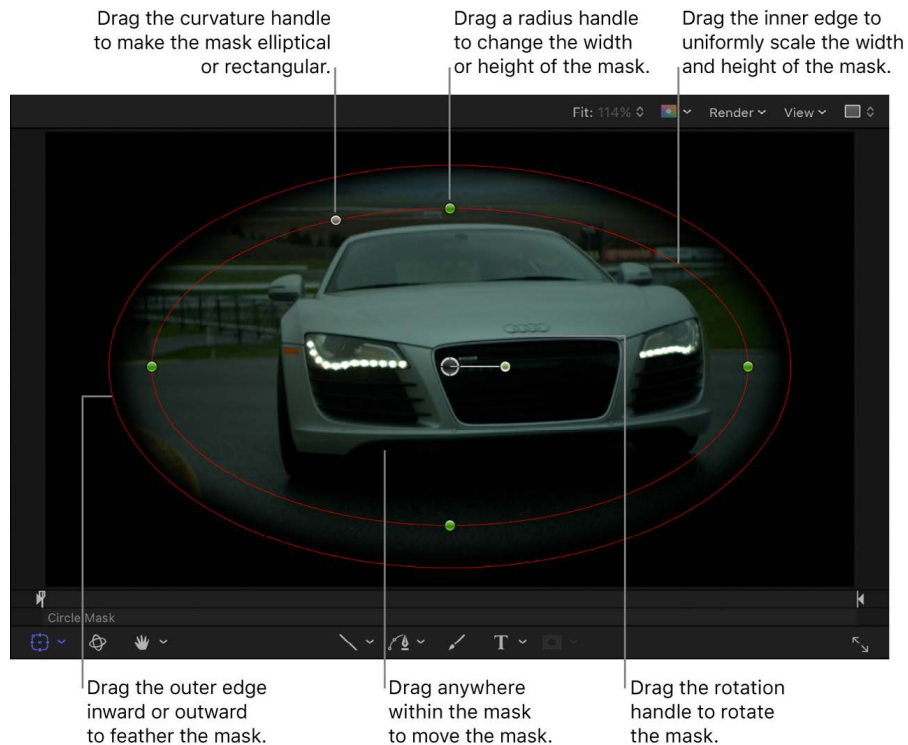 Drag the curvature handle
to make the mask elliptical
or rectangular.
Drag a radius handle
to change the width
or height of the mask.
Drag the inner edge to
uniformly scale the width
and height of the mask.
Fit: 114%
Render
View
Circle Mask
T
Drag the outer edge
inward or outward
to feather the mask.
Drag anywhere
within the mask
to move the mask.
Drag the rotation
handle to rotate
the mask.